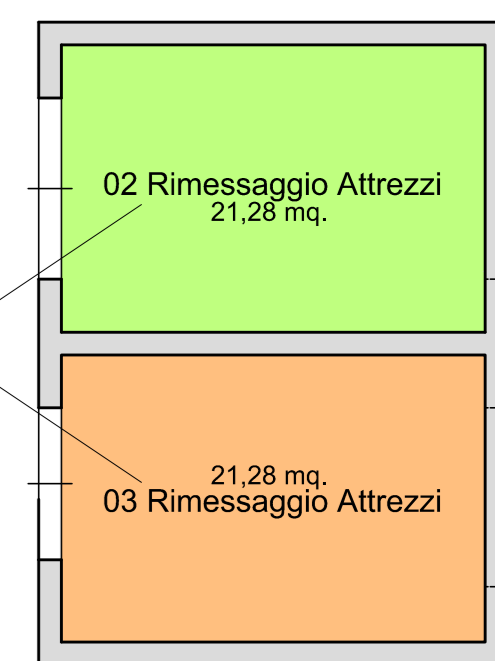 02 Rimessaggio Attrezzi
21,28 mq.
21,28 mq.
03 Rimessaggio Attrezzi